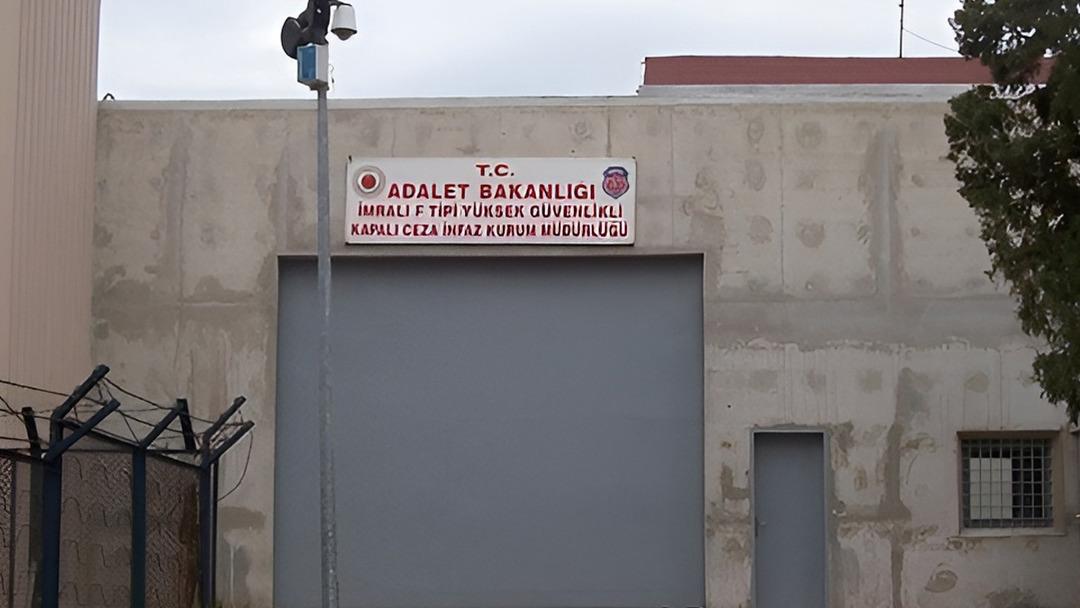 T.C.
ADALET BAKANLIĞI
İMRALI F TİPİ YÜKSEK GÜVENLİKLİ
KAPALI CEZA İNFAZ KURUM MÜDÜRLÜĞÜ